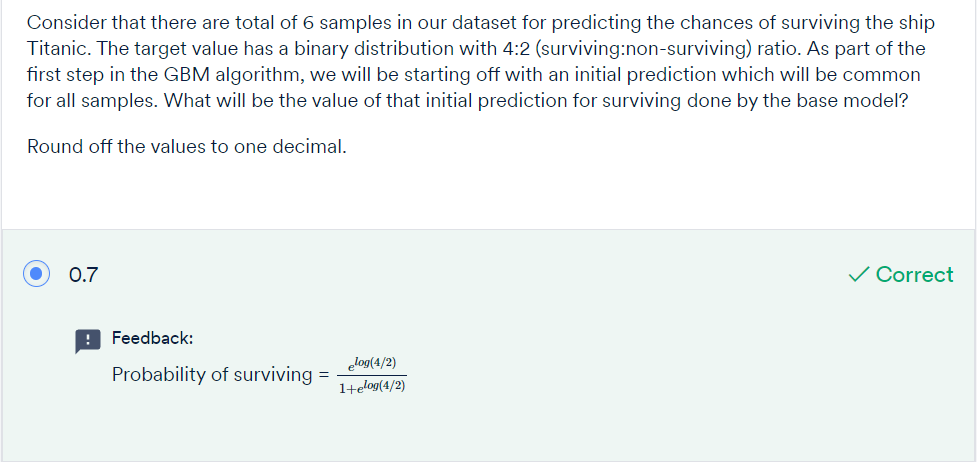 Consider that there are total of 6 samples in our dataset for predicting the chances of surviving the ship
Titanic. The target value has a binary distribution with 4:2 (surviving:non-surviving) ratio. As part of the
first step in the GBM algorithm, we will be starting off with an initial prediction which will be common
for all samples. What will be the value of that initial prediction for surviving done by the base model?
Round off the values to one decimal.
0.7
✓ Correct
! Feedback:
Probability of surviving = e^{log(4/2)} / 1+e^{log(4/2)}